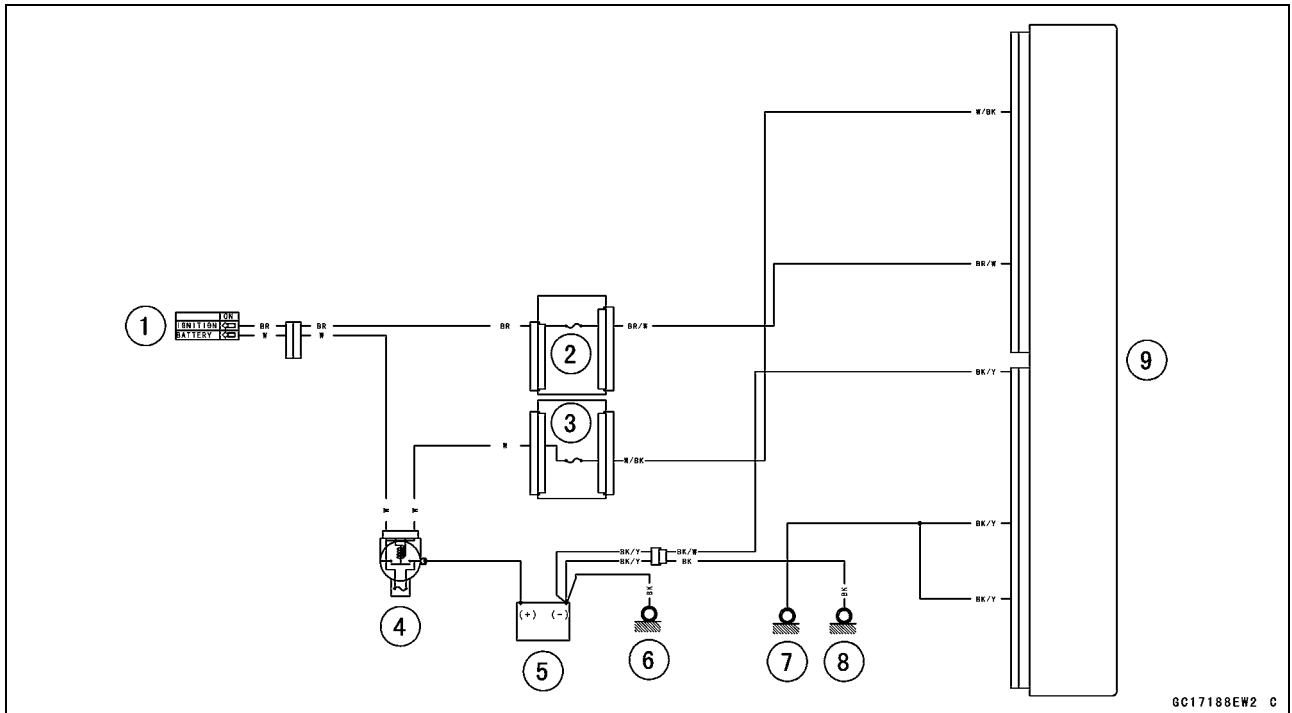 W/BK
BR/W
1
ON
IGNITION
BATTERY
BR
W
BR
W
BR
BR/W
2
BK/Y
9
3
W
W/BK
W
W
BK/Y
BK/Y
BK/W
BK/Y
BK
BK/Y
(+) (-)
BK
BK
4
5
6
7
8
GC17188EW2 C